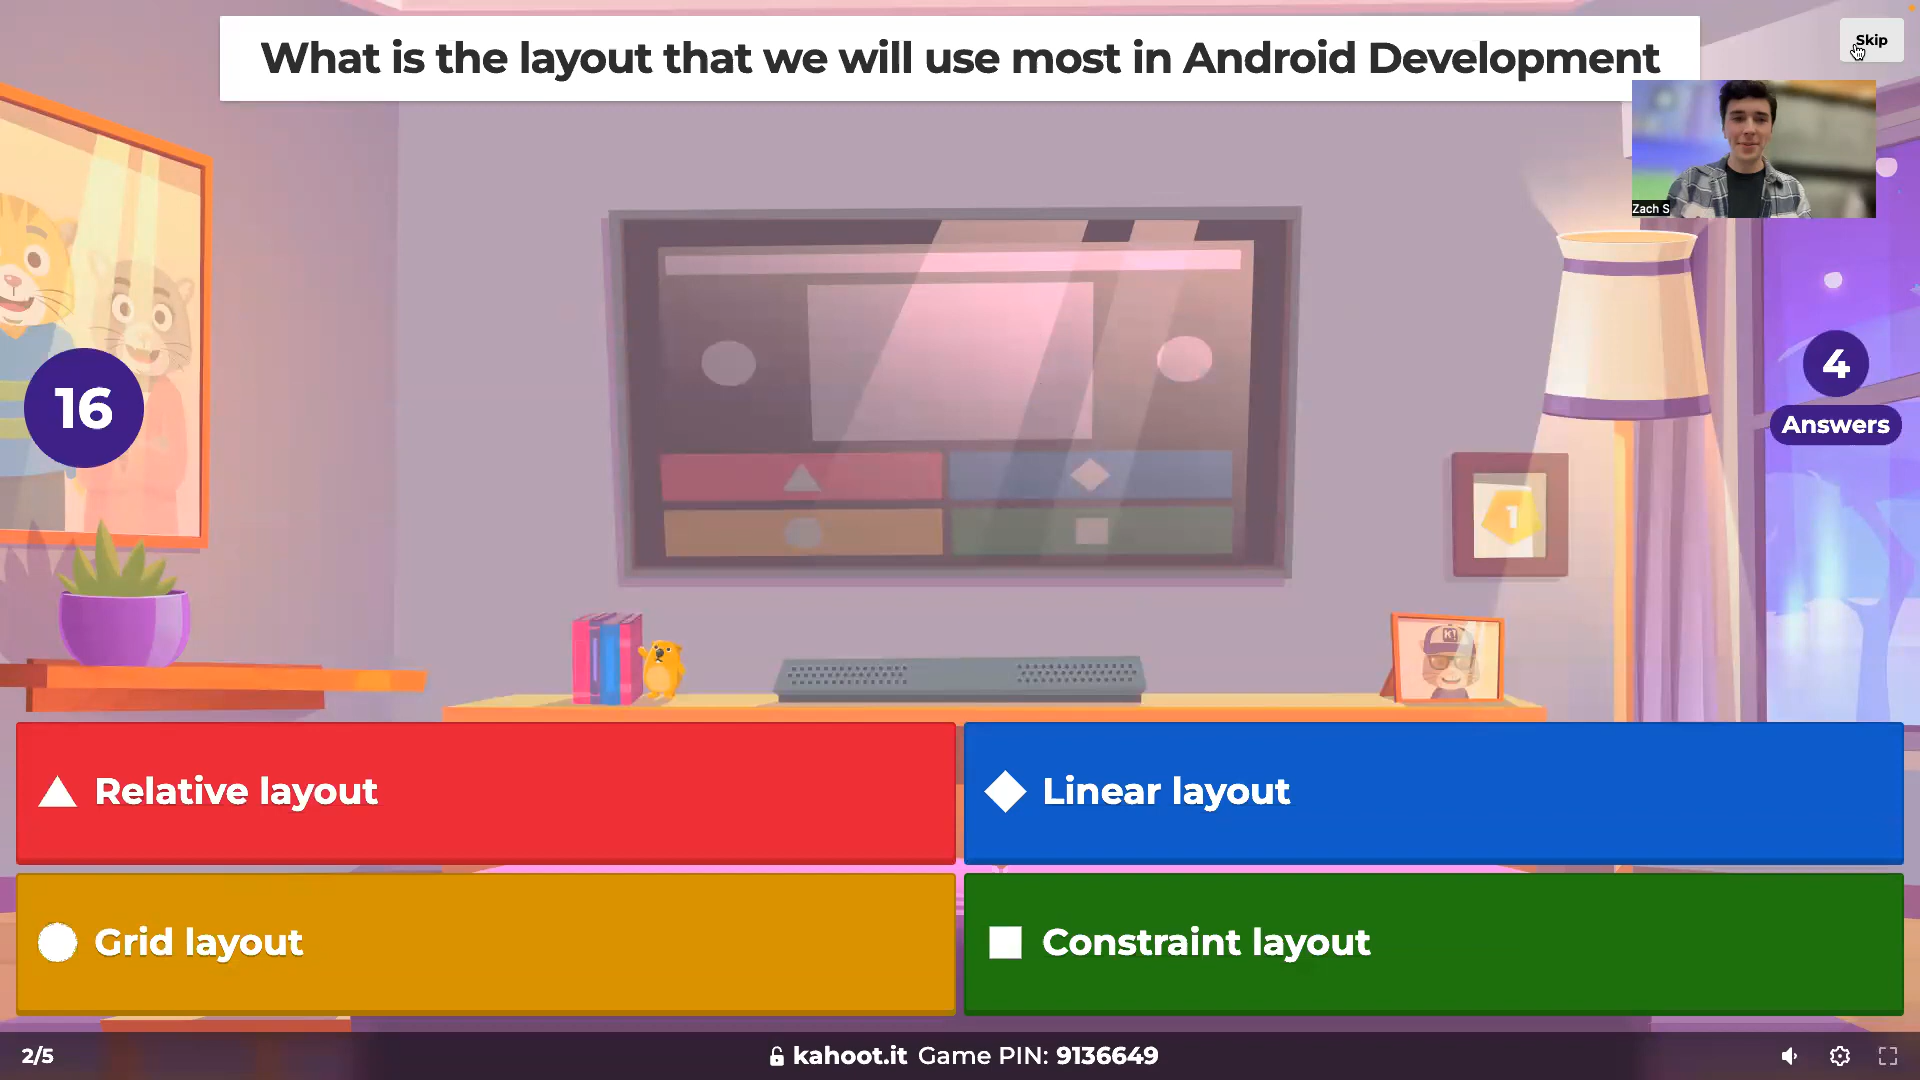 What is the layout that we will use most in Android Development
Skip
Zach S
16
4
Answers
1
K!
Relative layout
Linear layout
Grid layout
Constraint layout
2/5
kahoot.it Game PIN: 9136649